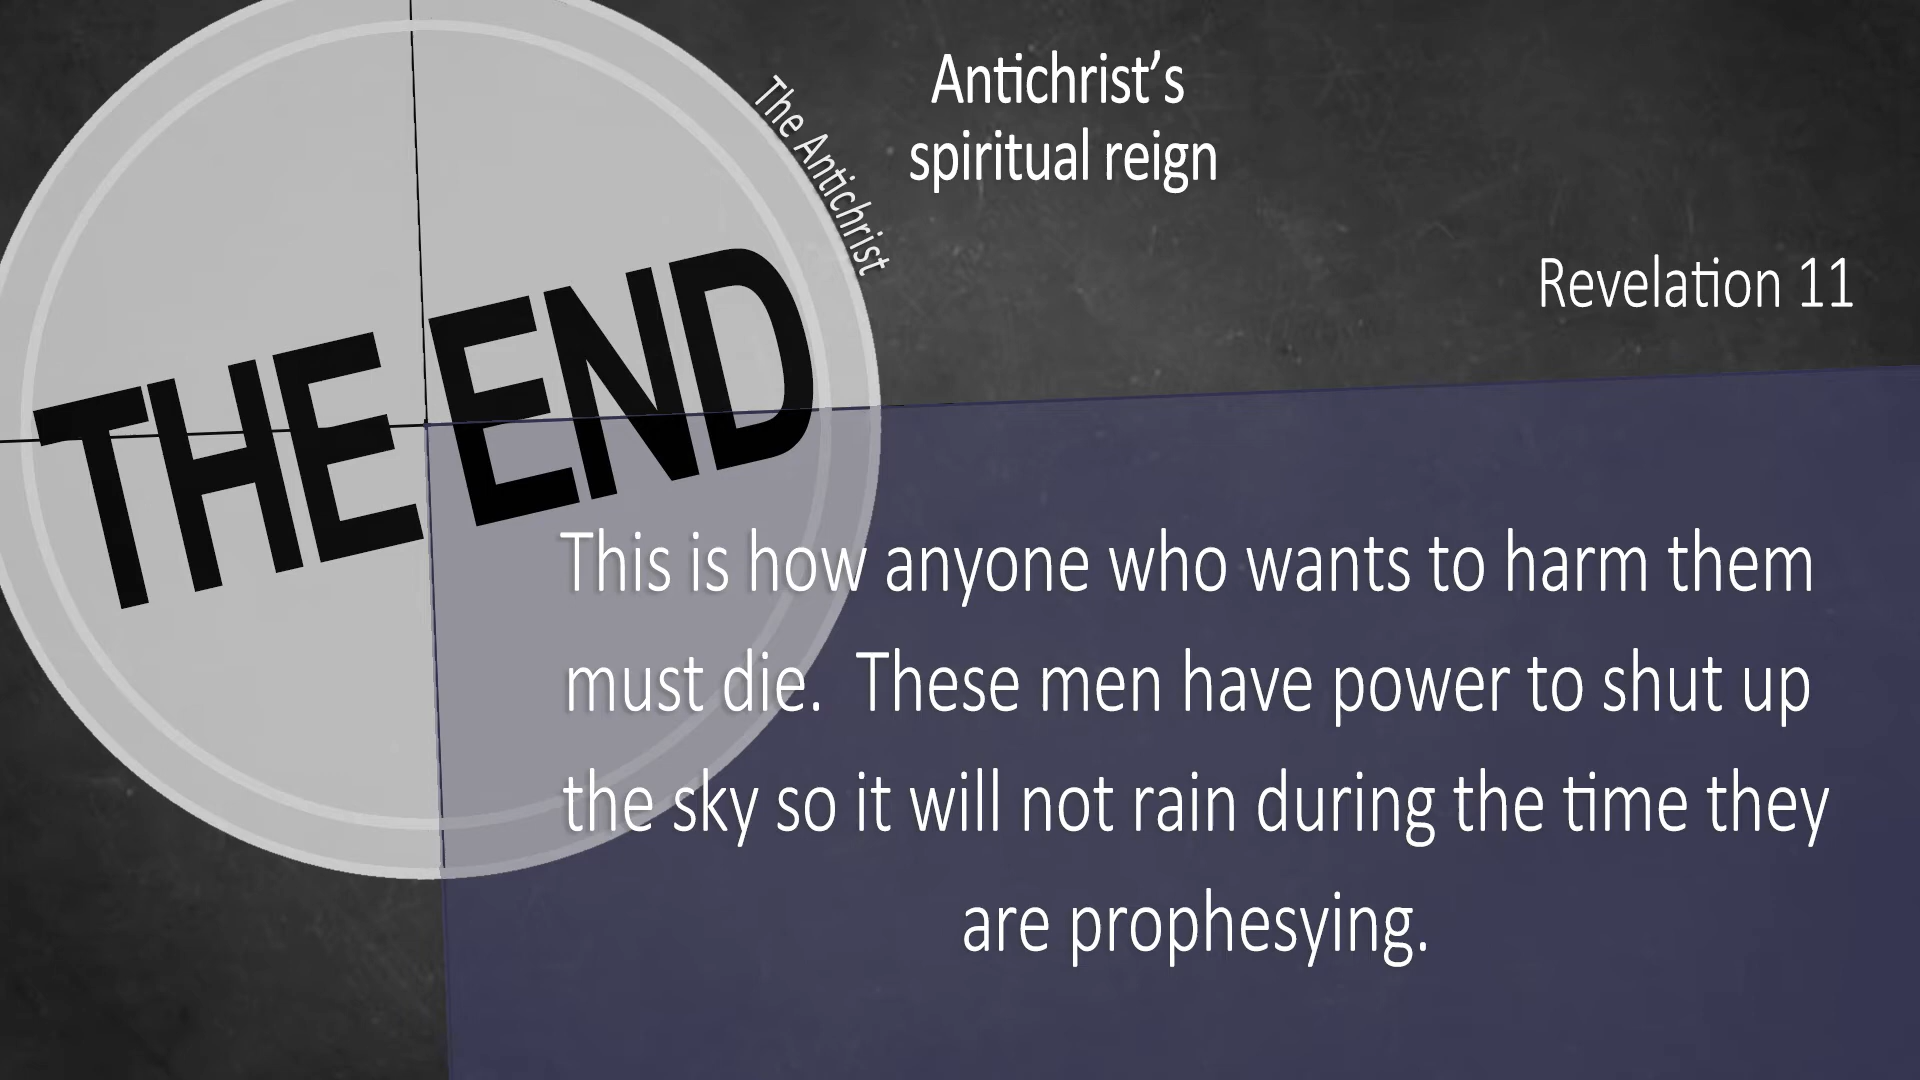 THE END
The Antichrist
Antichrist’s
spiritual reign
Revelation 11
This is how anyone who wants to harm them
must die.  These men have power to shut up
the sky so it will not rain during the time they
are prophesying.